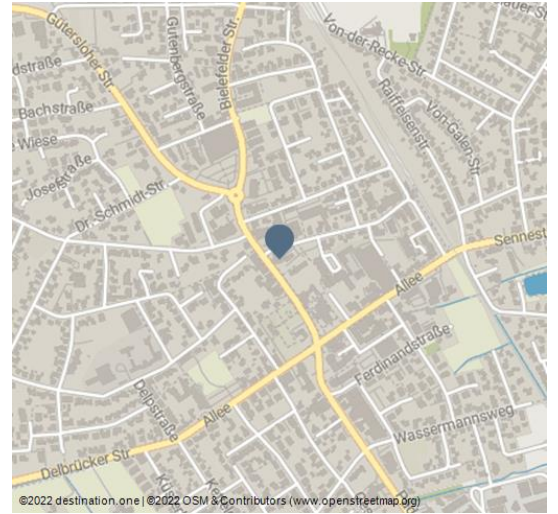 Gütersloher Str.
Gutenbergstraße
Bielefelder Str.
Von-der-Recke-Str
Raiffeisenstr.
Von-Galen-Str
dstraße
Bachstraße
Wiese
Josefstraße
Dr.-Schmidt-Str.
Sennest
Allee
Ferdinandstraße
Delpstraße
Allee
Wassermannsweg
Delbrücker Str
©2022 destination.one | ©2022 OSM & Contributors (www.openstreetmap.org)